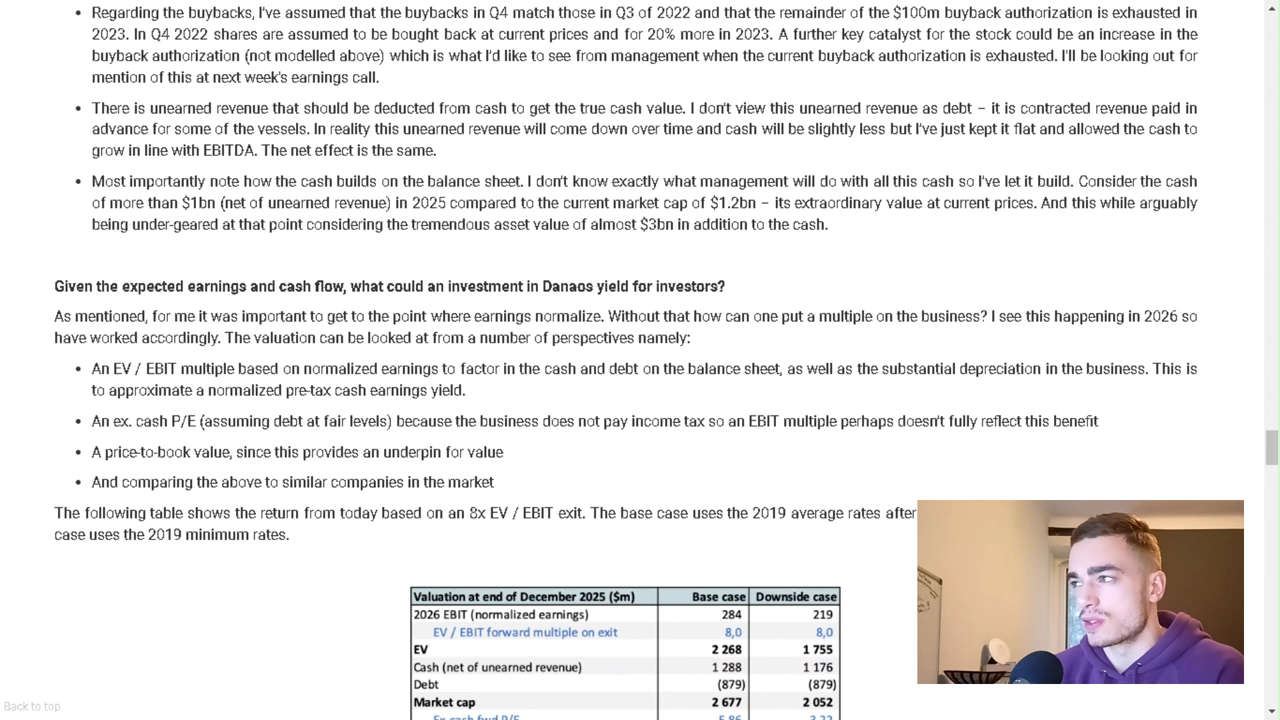 Regarding the buybacks, I've assumed that the buybacks in Q4 match those in Q3 of 2022 and that the remainder of the $100m buyback authorization is exhausted in
2023. In Q4 2022 shares are assumed to be bought back at current prices and for 20% more in 2023. A further key catalyst for the stock could be an increase in the
buyback authorization (not modelled above) which is what I'd like to see from management when the current buyback authorization is exhausted. I'll be looking out for
mention of this at next week's earnings call.
There is unearned revenue that should be deducted from cash to get the true cash value. I don't view this unearned revenue as debt – it is contracted revenue paid in
advance for some of the vessels. In reality this unearned revenue will come down over time and cash will be slightly less but I've just kept it flat and allowed the cash to
grow in line with EBITDA. The net effect is the same.
Most importantly note how the cash builds on the balance sheet. I don't know exactly what management will do with all this cash so I've let it build. Consider the cash
of more than $1bn (net of unearned revenue) in 2025 compared to the current market cap of $1.2bn – its extraordinary value at current prices. And this while arguably
being under-geared at that point considering the tremendous asset value of almost $3bn in addition to the cash.
Given the expected earnings and cash flow, what could an investment in Danaos yield for investors?
As mentioned, for me it was important to get to the point where earnings normalize. Without that how can one put a multiple on the business? I see this happening in 2026 so
have worked accordingly. The valuation can be looked at from a number of perspectives namely:
An EV / EBIT multiple based on normalized earnings to factor in the cash and debt on the balance sheet, as well as the substantial depreciation in the business. This is
to approximate a normalized pre-tax cash earnings yield.
An ex. cash P/E (assuming debt at fair levels) because the business does not pay income tax so an EBIT multiple perhaps doesn't fully reflect this benefit
A price-to-book value, since this provides an underpin for value
And comparing the above to similar companies in the market
The following table shows the return from today based on an 8x EV / EBIT exit. The base case uses the 2019 average rates after
case uses the 2019 minimum rates.
Valuation at end of December 2025 ($m) Base case Downside case
2026 EBIT (normalized earnings) 284 219
EV / EBIT forward multiple on exit 8,0 8,0
EV 2 268 1 755
Cash (net of unearned revenue) 1 288 1 176
Debt (879) (879)
Market cap 2 677 2 052
Back to top